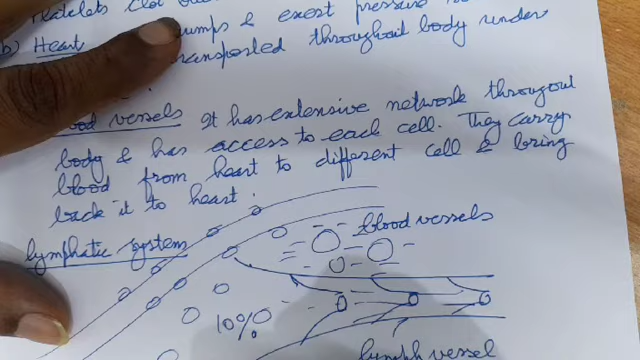 Platelets Clot
& exert pressure
b) Heart pumps
transported throughout body under
blood vessels It has extensive network throughout
body & has access to each cell. They carry
blood from heart to different cell & bring
back it to heart.
lymphatic system
blood vessels
10%
lymph vessel